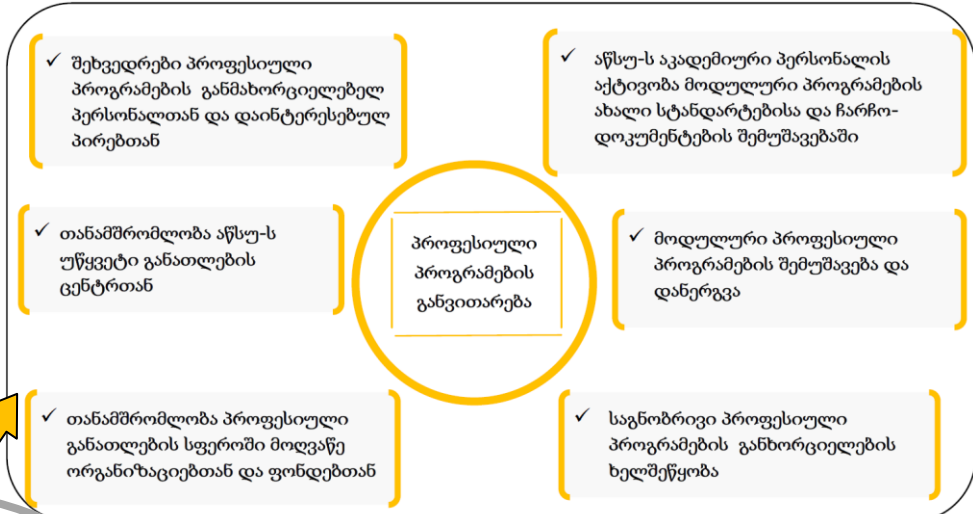 ✓ შეხვედრები პროფესიული
პროგრამების განმახორციელებელ
პერსონალთან და დაინტერესებულ
პირებთან
✓ აწსუ-ს აკადემიური პერსონალის
აქტივობა მოდულური პროგრამების
ახალი სტანდარტებისა და ჩარჩო-
დოკუმენტების შემუშავებაში
✓ თანამშრომლობა აწსუ-ს
უწყვეტი განათლების
ცენტრთან
პროფესიული
პროგრამების
განვითარება
✓ მოდულური პროფესიული
პროგრამების შემუშავება და
დანერგვა
✓ თანამშრომლობა პროფესიული
განათლების სფეროში მოღვაწე
ორგანიზაციებთან და ფონდებთან
✓ საგნობრივი პროფესიული
პროგრამების განხორციელების
ხელშეწყობა